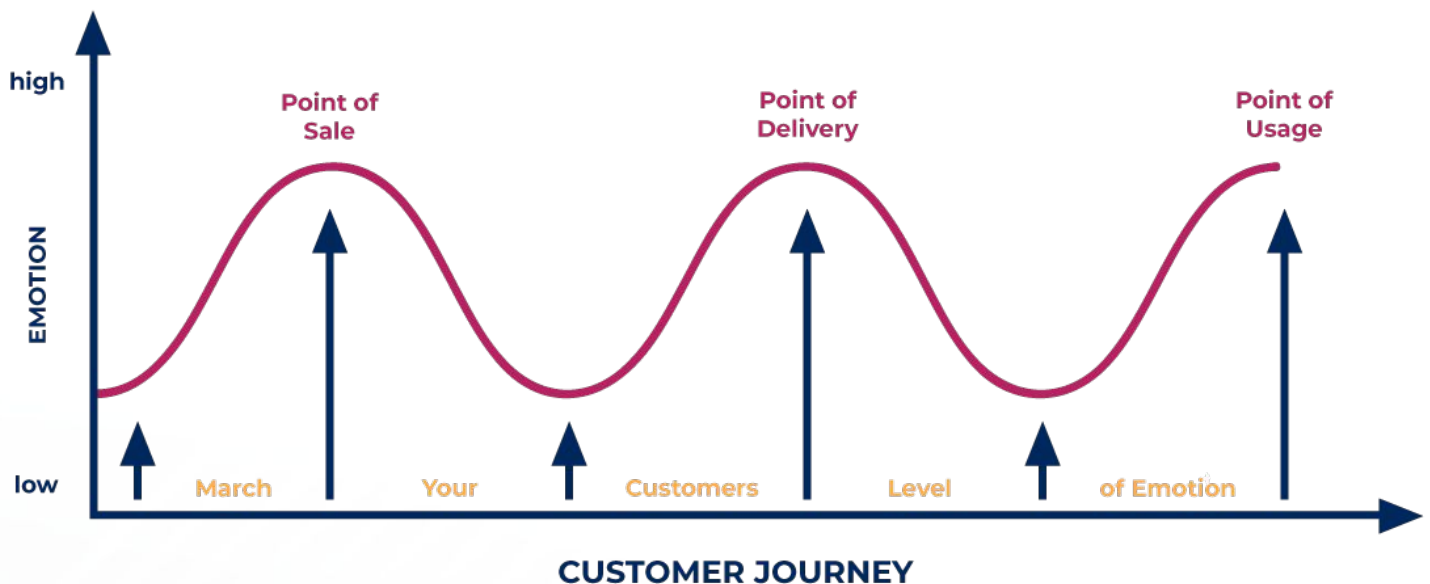 high
Point of
Sale
Point of
Delivery
Point of
Usage
EMOTION
low
March
Your
Customers
Level
of Emotion
CUSTOMER JOURNEY